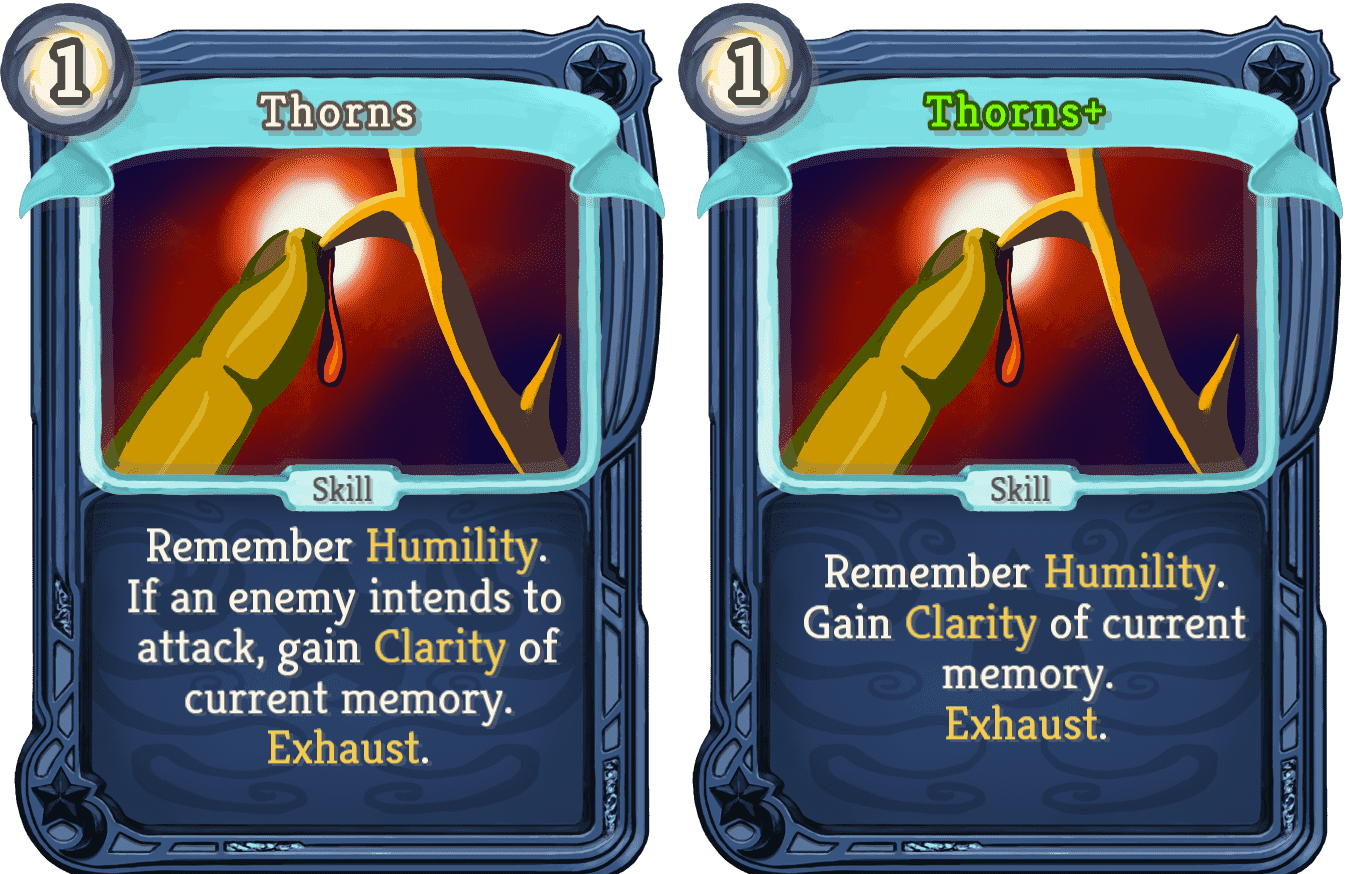 1
Thorns
Skill
Remember Humility.
If an enemy intends to
attack, gain Clarity of
current memory.
Exhaust.
1
Thorns+
Skill
Remember Humility.
Gain Clarity of current
memory.
Exhaust.